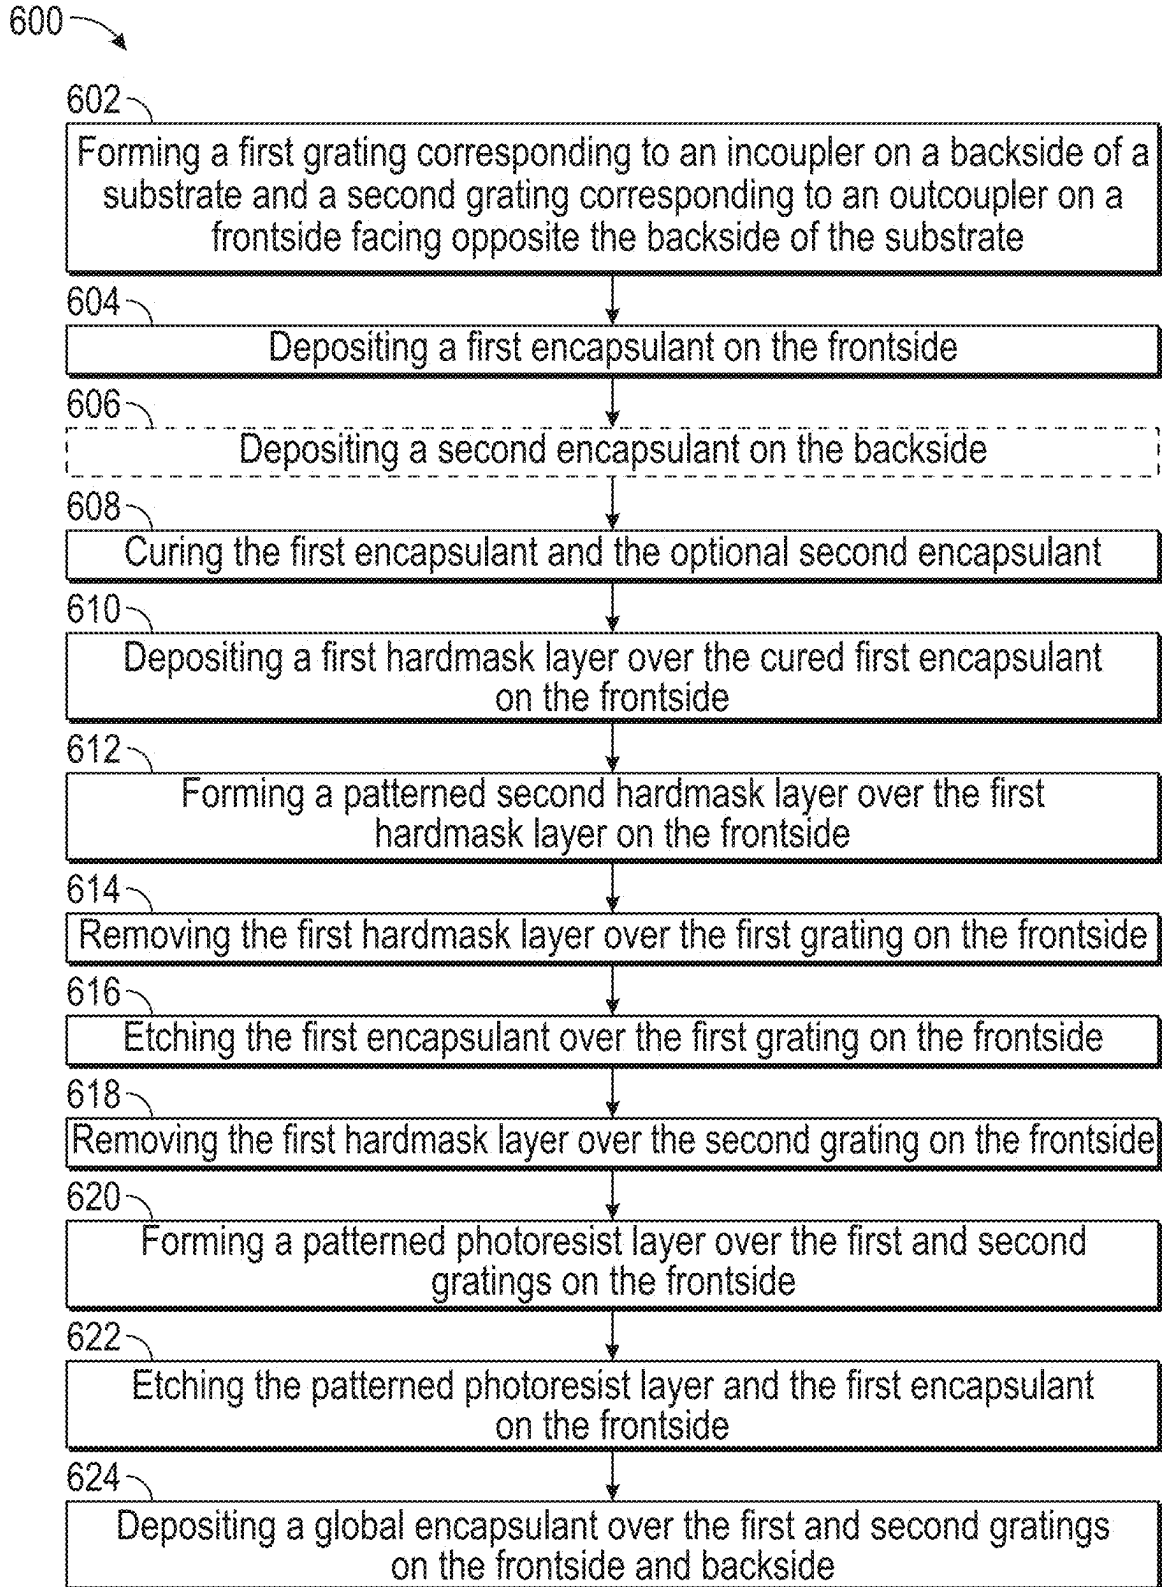 600
602
Forming a first grating corresponding to an incoupler on a backside of a
substrate and a second grating corresponding to an outcoupler on a
frontside facing opposite the backside of the substrate
604
Depositing a first encapsulant on the frontside
606
Depositing a second encapsulant on the backside
608
Curing the first encapsulant and the optional second encapsulant
610
Depositing a first hardmask layer over the cured first encapsulant
on the frontside
612
Forming a patterned second hardmask layer over the first
hardmask layer on the frontside
614
Removing the first hardmask layer over the first grating on the frontside
616
Etching the first encapsulant over the first grating on the frontside
618
Removing the first hardmask layer over the second grating on the frontside
620
Forming a patterned photoresist layer over the first and second
gratings on the frontside
622
Etching the patterned photoresist layer and the first encapsulant
on the frontside
624
Depositing a global encapsulant over the first and second gratings
on the frontside and backside